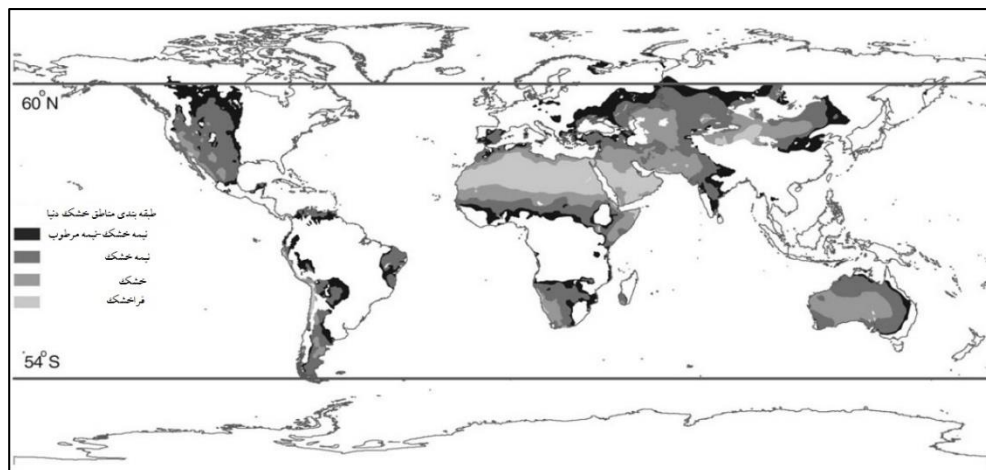 60°N
طبقه بندی مناطق خشک دنیا
نیمه خشک-نیمه مرطوب
نیمه خشک
خشک
فراخشک
54°S